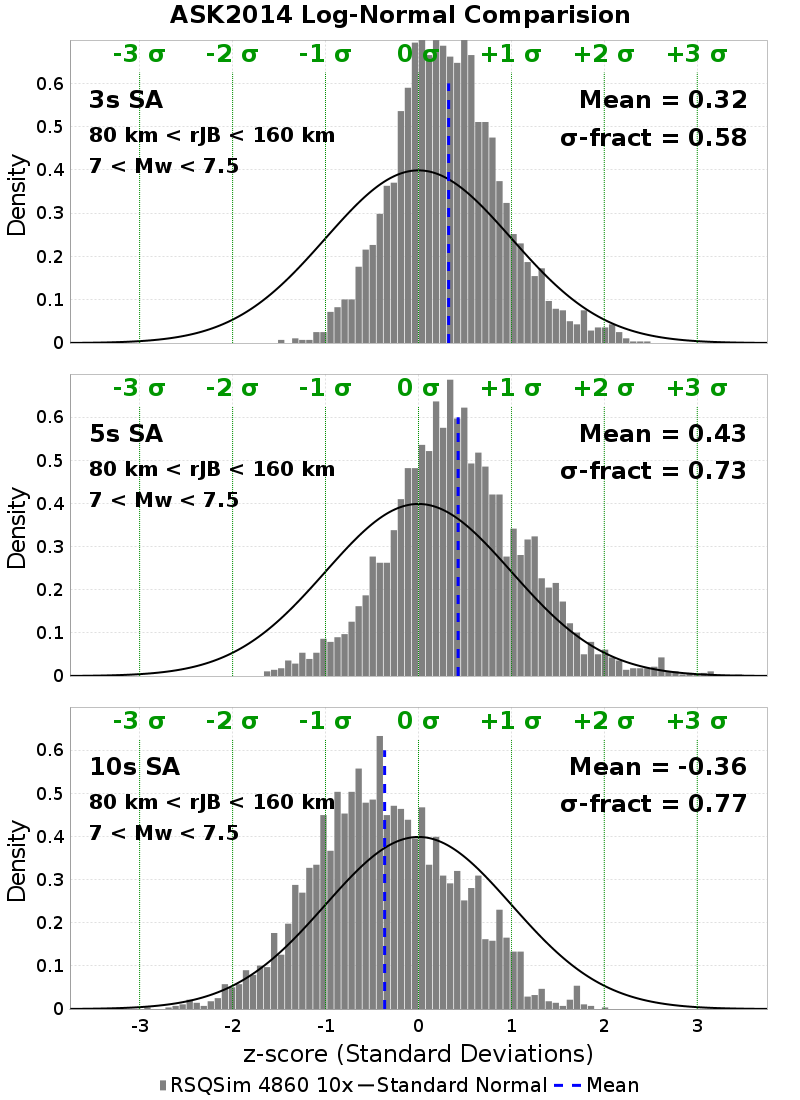 ASK2014 Log-Normal Comparision
-3 σ -2 σ -1 σ 0 σ +1 σ +2 σ +3 σ
3s SA
80 km < rJB < 160 km
7 < Mw < 7.5
Mean = 0.32
σ-fract = 0.58
0.6
0.5
0.4
0.3
0.2
0.1
0
Density
-3 σ -2 σ -1 σ 0 σ +1 σ +2 σ +3 σ
5s SA
80 km < rJB < 160 km
7 < Mw < 7.5
Mean = 0.43
σ-fract = 0.73
0.6
0.5
0.4
0.3
0.2
0.1
0
Density
-3 σ -2 σ -1 σ 0 σ +1 σ +2 σ +3 σ
10s SA
80 km < rJB < 160 km
7 < Mw < 7.5
Mean = -0.36
σ-fract = 0.77
0.6
0.5
0.4
0.3
0.2
0.1
0
Density
-3 -2 -1 0 1 2 3
z-score (Standard Deviations)
RSQSim 4860 10x Standard Normal Mean